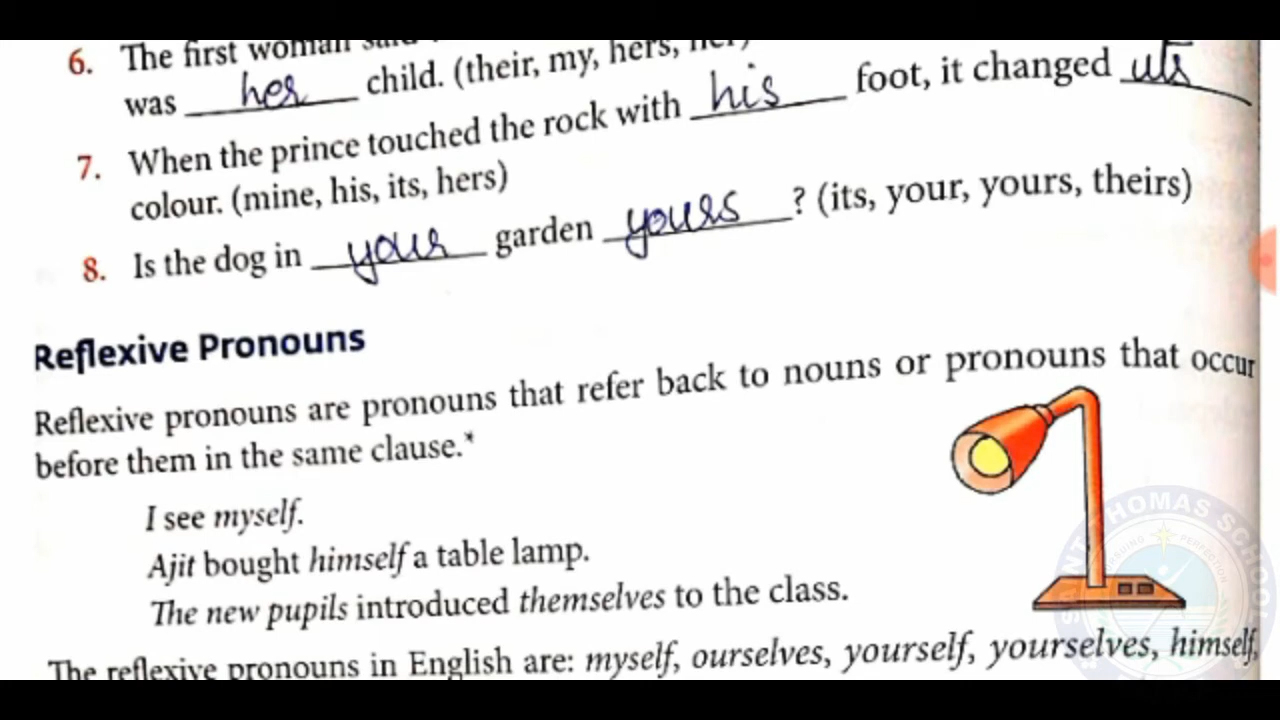 6. The first woman said
was her child. (their, my, hers, her)
7. When the prince touched the rock with his foot, it changed its
colour. (mine, his, its, hers)
8. Is the dog in your garden yours ? (its, your, yours, theirs)
Reflexive Pronouns
Reflexive pronouns are pronouns that refer back to nouns or pronouns that occur
before them in the same clause.*
I see myself.
Ajit bought himself a table lamp.
The new pupils introduced themselves to the class.
The reflexive pronouns in English are: myself, ourselves, yourself, yourselves, himself,
THOMAS SCHOOL